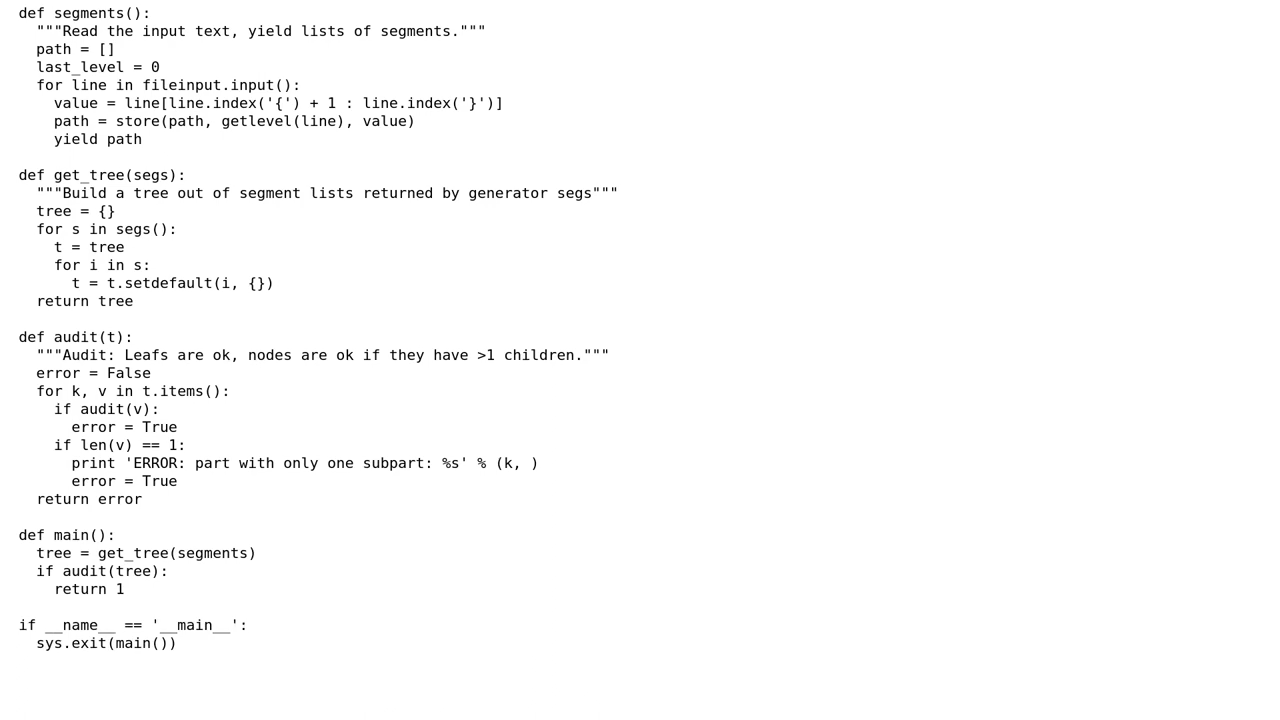 def segments():
  """Read the input text, yield lists of segments."""
  path = []
  last_level = 0
  for line in fileinput.input():
    value = line[line.index('{') + 1 : line.index('}')]
    path = store(path, getlevel(line), value)
    yield path

def get_tree(segs):
  """Build a tree out of segment lists returned by generator segs"""
  tree = {}
  for s in segs():
    t = tree
    for i in s:
      t = t.setdefault(i, {})
  return tree

def audit(t):
  """Audit: Leafs are ok, nodes are ok if they have >1 children."""
  error = False
  for k, v in t.items():
    if audit(v):
      error = True
    if len(v) == 1:
      print 'ERROR: part with only one subpart: %s' % (k, )
      error = True
  return error

def main():
  tree = get_tree(segments)
  if audit(tree):
    return 1

if __name__ == '__main__':
  sys.exit(main())